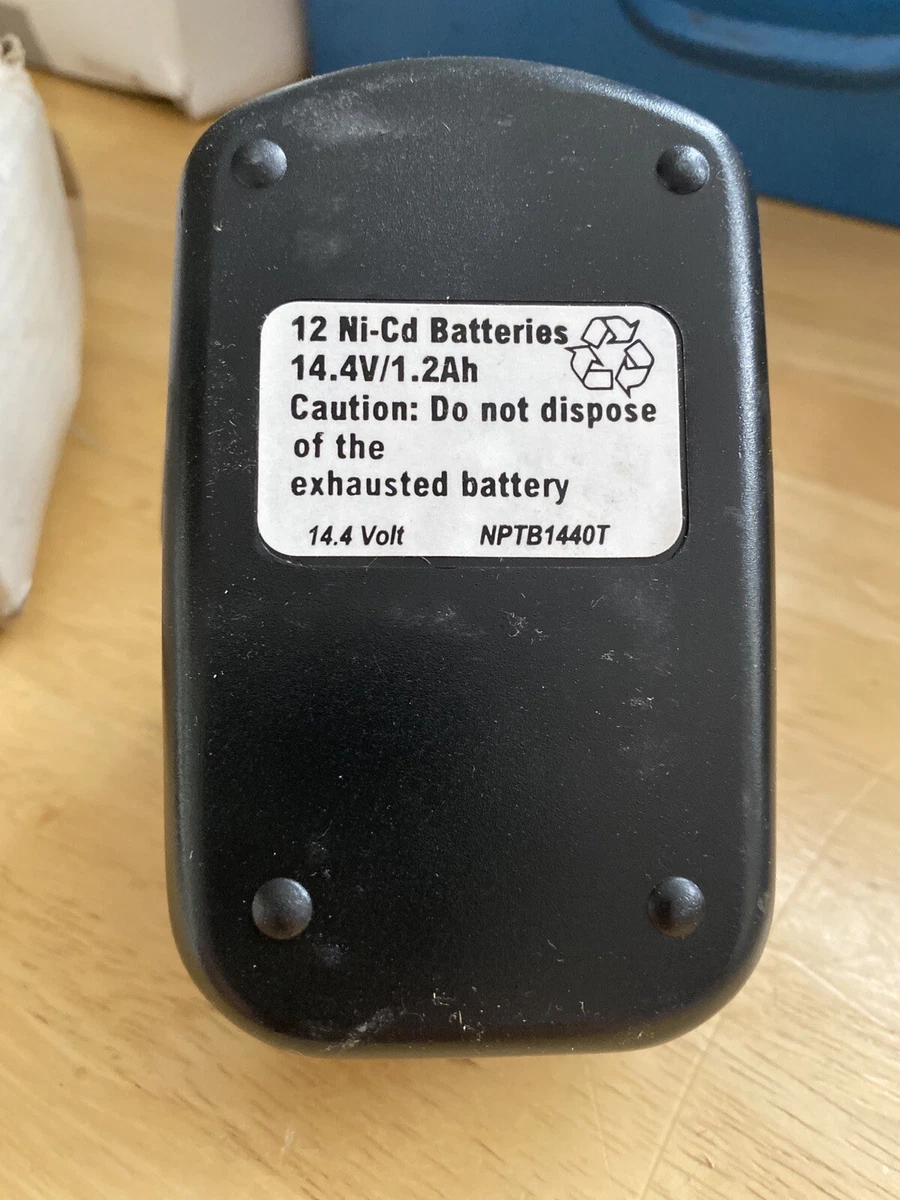 12 Ni-Cd Batteries
14.4V/1.2Ah
Caution: Do not dispose
of the
exhausted battery
14.4 Volt NPTB1440T